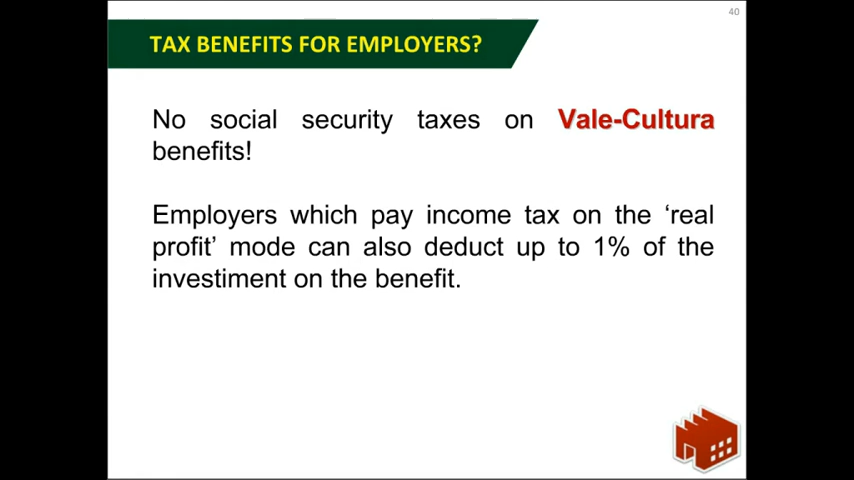 40
TAX BENEFITS FOR EMPLOYERS?
No social security taxes on Vale-Cultura
benefits!
Employers which pay income tax on the ‘real
profit’ mode can also deduct up to 1% of the
investiment on the benefit.